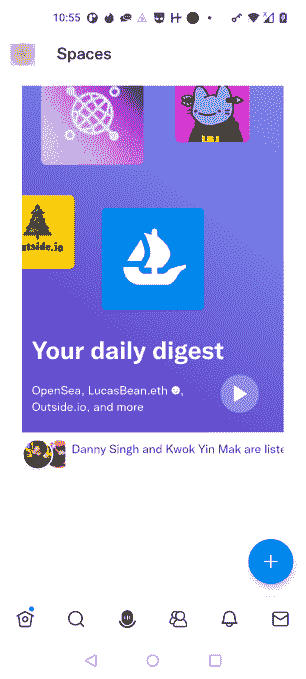 10:55
Spaces
outside.io
Your daily digest
OpenSea, LucasBean.eth
Outside.io, and more
Danny Singh and Kwok Yin Mak are liste